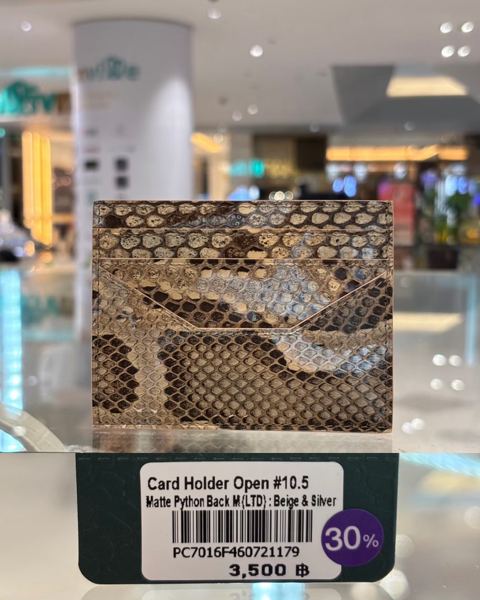 Card Holder Open #10.5
Matte Python Back M{LTD} : Beige & Silver
PC7016F460721179
3,500 ฿
30%